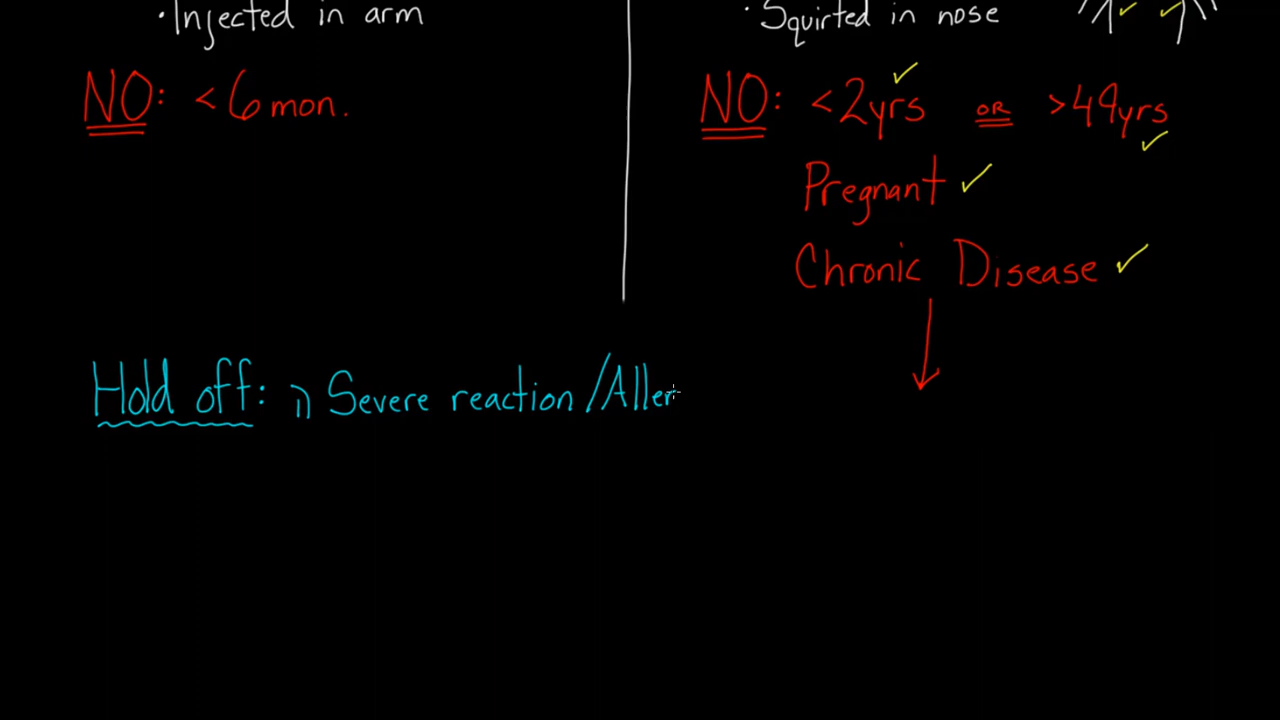 ·Injected in arm
·Squirted in nose
NO: <6 mon.
NO: <2yrs OR >49yrs
Pregnant
Chronic Disease
Hold off: 1) Severe reaction/Aller